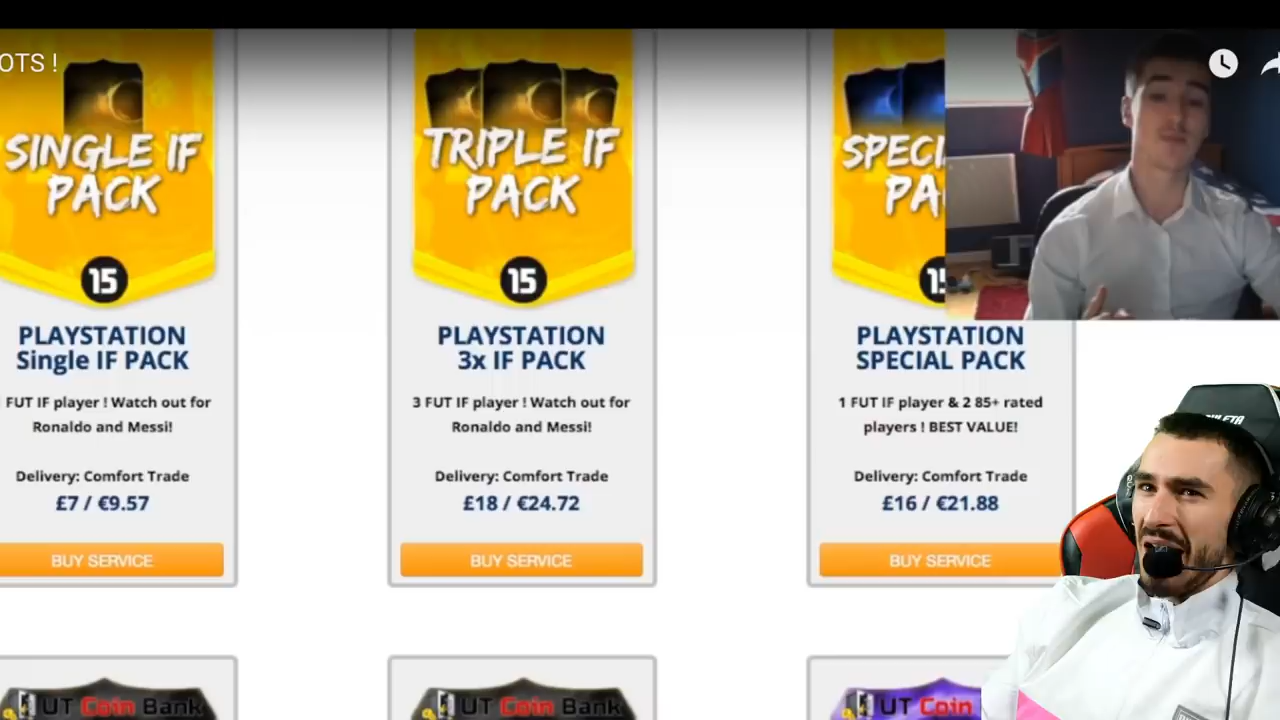 OTS !
SINGLE IF
PACK
15
PLAYSTATION
Single IF PACK
FUT IF player ! Watch out for
Ronaldo and Messi!
Delivery: Comfort Trade
£7 / €9.57
BUY SERVICE
UT Coin Bank
TRIPLE IF
PACK
15
PLAYSTATION
3x IF PACK
3 FUT IF player ! Watch out for
Ronaldo and Messi!
Delivery: Comfort Trade
£18 / €24.72
BUY SERVICE
UT Coin Bank
SPECI
PA
15
PLAYSTATION
SPECIAL PACK
1 FUT IF player & 2 85+ rated
players ! BEST VALUE!
Delivery: Comfort Trade
£16 / €21.88
BUY SERVICE
UT Coin